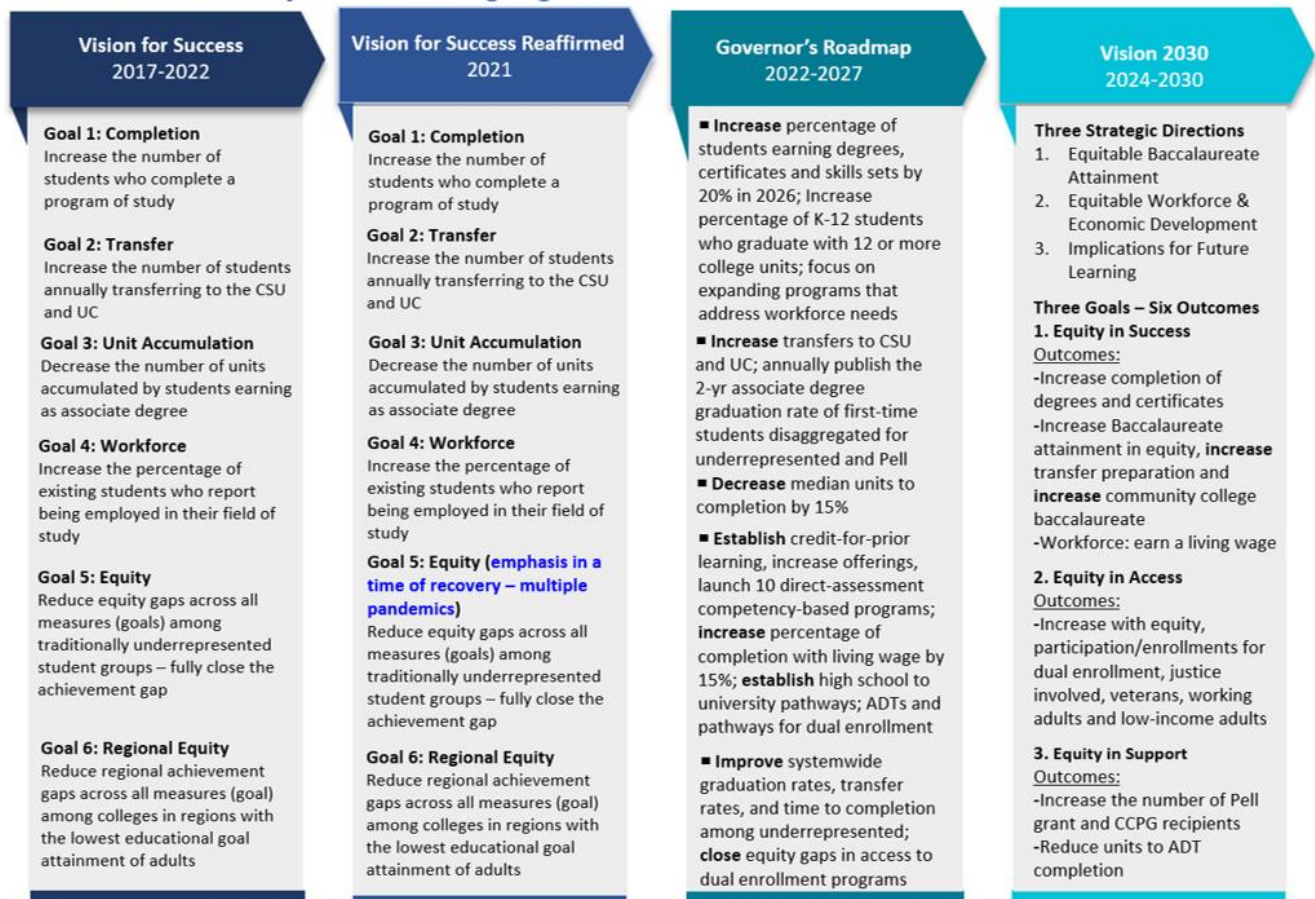 Vision for Success
2017-2022
Goal 1: Completion
Increase the number of
students who complete a
program of study
Goal 2: Transfer
Increase the number of students
annually transferring to the CSU
and UC
Goal 3: Unit Accumulation
Decrease the number of units
accumulated by students earning
as associate degree
Goal 4: Workforce
Increase the percentage of
existing students who report
being employed in their field of
study
Goal 5: Equity
Reduce equity gaps across all
measures (goals) among
traditionally underrepresented
student groups – fully close the
achievement gap
Goal 6: Regional Equity
Reduce regional achievement
gaps across all measures (goal)
among colleges in regions with
the lowest educational goal
attainment of adults
Vision for Success Reaffirmed
2021
Goal 1: Completion
Increase the number of
students who complete a
program of study
Goal 2: Transfer
Increase the number of students
annually transferring to the CSU
and UC
Goal 3: Unit Accumulation
Decrease the number of units
accumulated by students earning
as associate degree
Goal 4: Workforce
Increase the percentage of
existing students who report
being employed in their field of
study
Goal 5: Equity (emphasis in a
time of recovery – multiple
pandemics)
Reduce equity gaps across all
measures (goals) among
traditionally underrepresented
student groups – fully close the
achievement gap
Goal 6: Regional Equity
Reduce regional achievement
gaps across all measures (goal)
among colleges in regions with
the lowest educational goal
attainment of adults
Governor's Roadmap
2022-2027
▪ Increase percentage of
students earning degrees,
certificates and skills sets by
20% in 2026; Increase
percentage of K-12 students
who graduate with 12 or more
college units; focus on
expanding programs that
address workforce needs
▪ Increase transfers to CSU
and UC; annually publish the
2-yr associate degree
graduation rate of first-time
students disaggregated for
underrepresented and Pell
▪ Decrease median units to
completion by 15%
▪ Establish credit-for-prior
learning, increase offerings,
launch 10 direct-assessment
competency-based programs;
increase percentage of
completion with living wage by
15%; establish high school to
university pathways; ADTs and
pathways for dual enrollment
▪ Improve systemwide
graduation rates, transfer
rates, and time to completion
among underrepresented;
close equity gaps in access to
dual enrollment programs
Vision 2030
2024-2030
Three Strategic Directions
1. Equitable Baccalaureate
Attainment
2. Equitable Workforce &
Economic Development
3. Implications for Future
Learning
Three Goals – Six Outcomes
1. Equity in Success
Outcomes:
-Increase completion of
degrees and certificates
-Increase Baccalaureate
attainment in equity, increase
transfer preparation and
increase community college
baccalaureate
-Workforce: earn a living wage
2. Equity in Access
Outcomes:
-Increase with equity,
participation/enrollments for
dual enrollment, justice
involved, veterans, working
adults and low-income adults
3. Equity in Support
Outcomes:
-Increase the number of Pell
grant and CCPG recipients
-Reduce units to ADT
completion